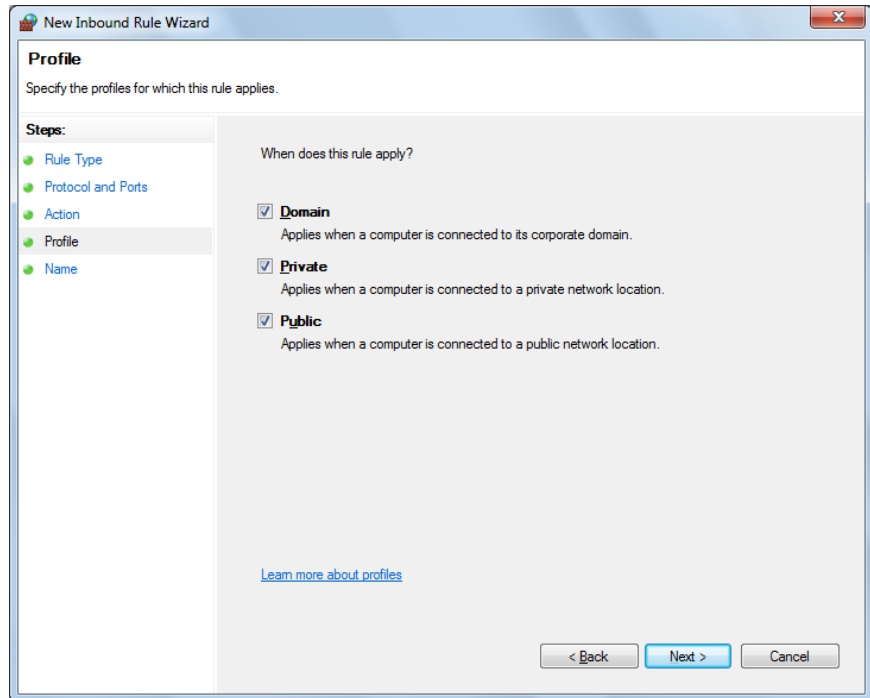 New Inbound Rule Wizard
Profile
Specify the profiles for which this rule applies.
Steps:
Rule Type
Protocol and Ports
Action
Profile
Name
When does this rule apply?
Domain
Applies when a computer is connected to its corporate domain.
Private
Applies when a computer is connected to a private network location.
Public
Applies when a computer is connected to a public network location.
Learn more about profiles
< Back Next > Cancel